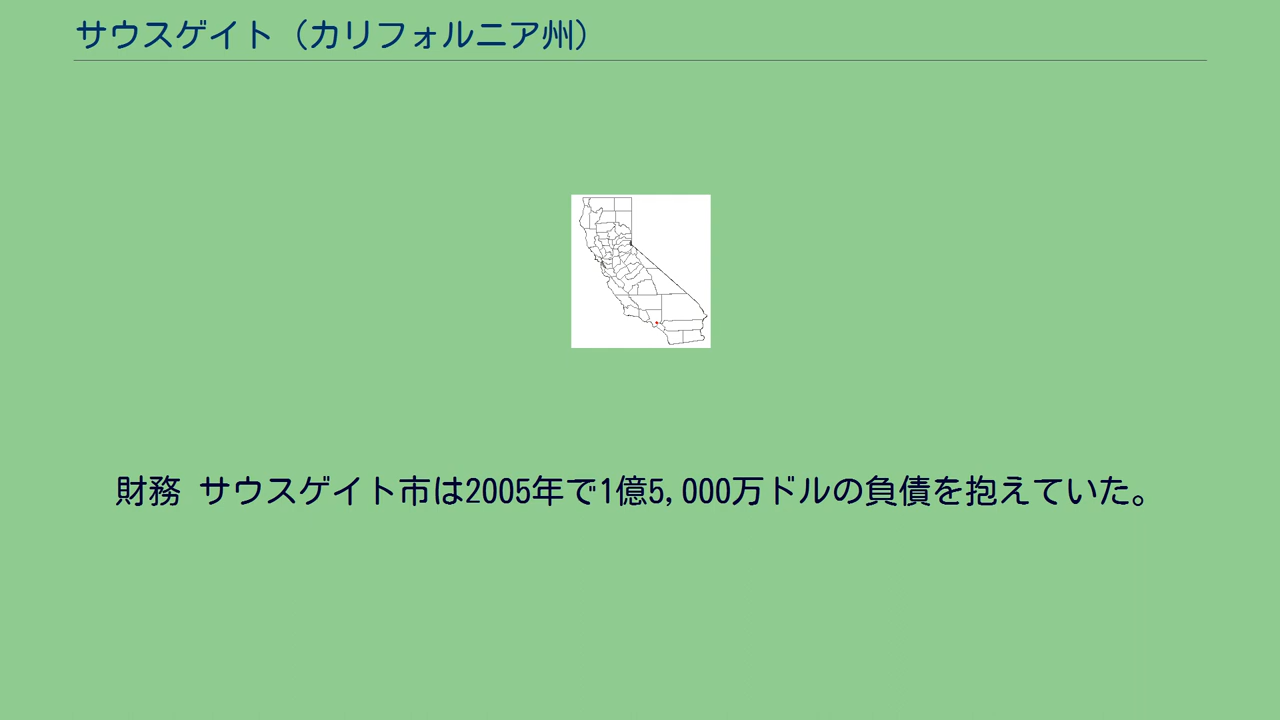 サウスゲイト（カリフォルニア州）
財務 サウスゲイト市は2005年で1億5,000万ドルの負債を抱えていた。